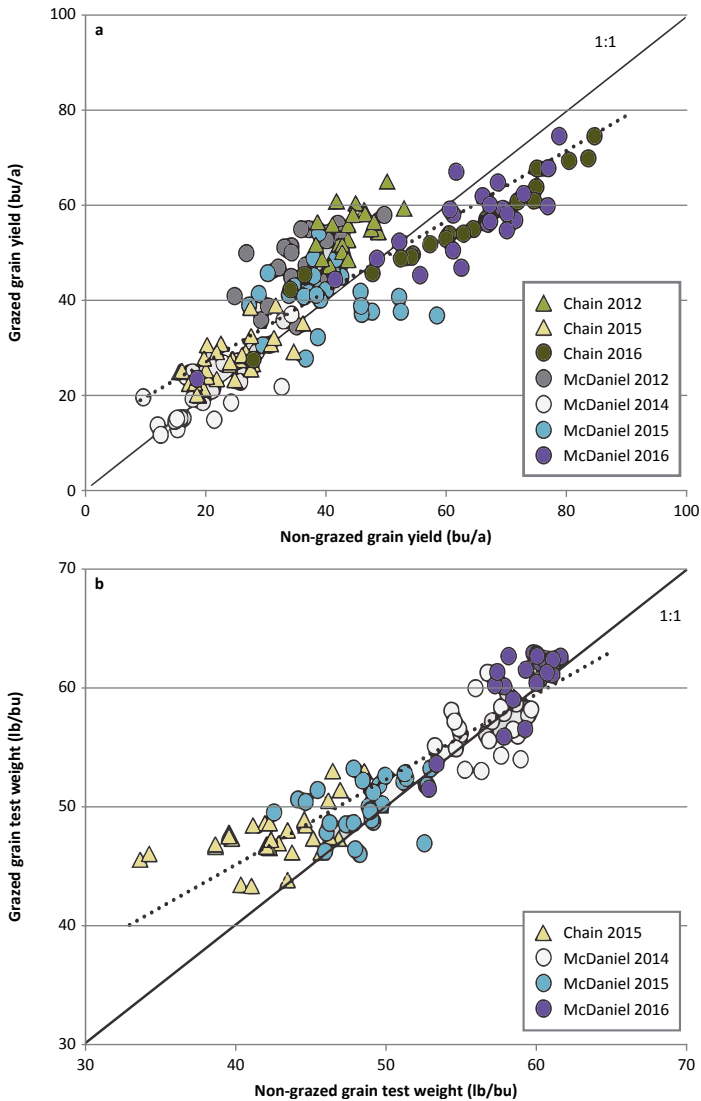 a
1:1
100
80
60
40
20
0
Grazed grain yield (bu/a)
Chain 2012
Chain 2015
Chain 2016
McDaniel 2012
McDaniel 2014
McDaniel 2015
McDaniel 2016
0 20 40 60 80 100
Non-grazed grain yield (bu/a)
b
1:1
70
60
50
40
30
Grazed grain test weight (lb/bu)
Chain 2015
McDaniel 2014
McDaniel 2015
McDaniel 2016
30 40 50 60 70
Non-grazed grain test weight (lb/bu)